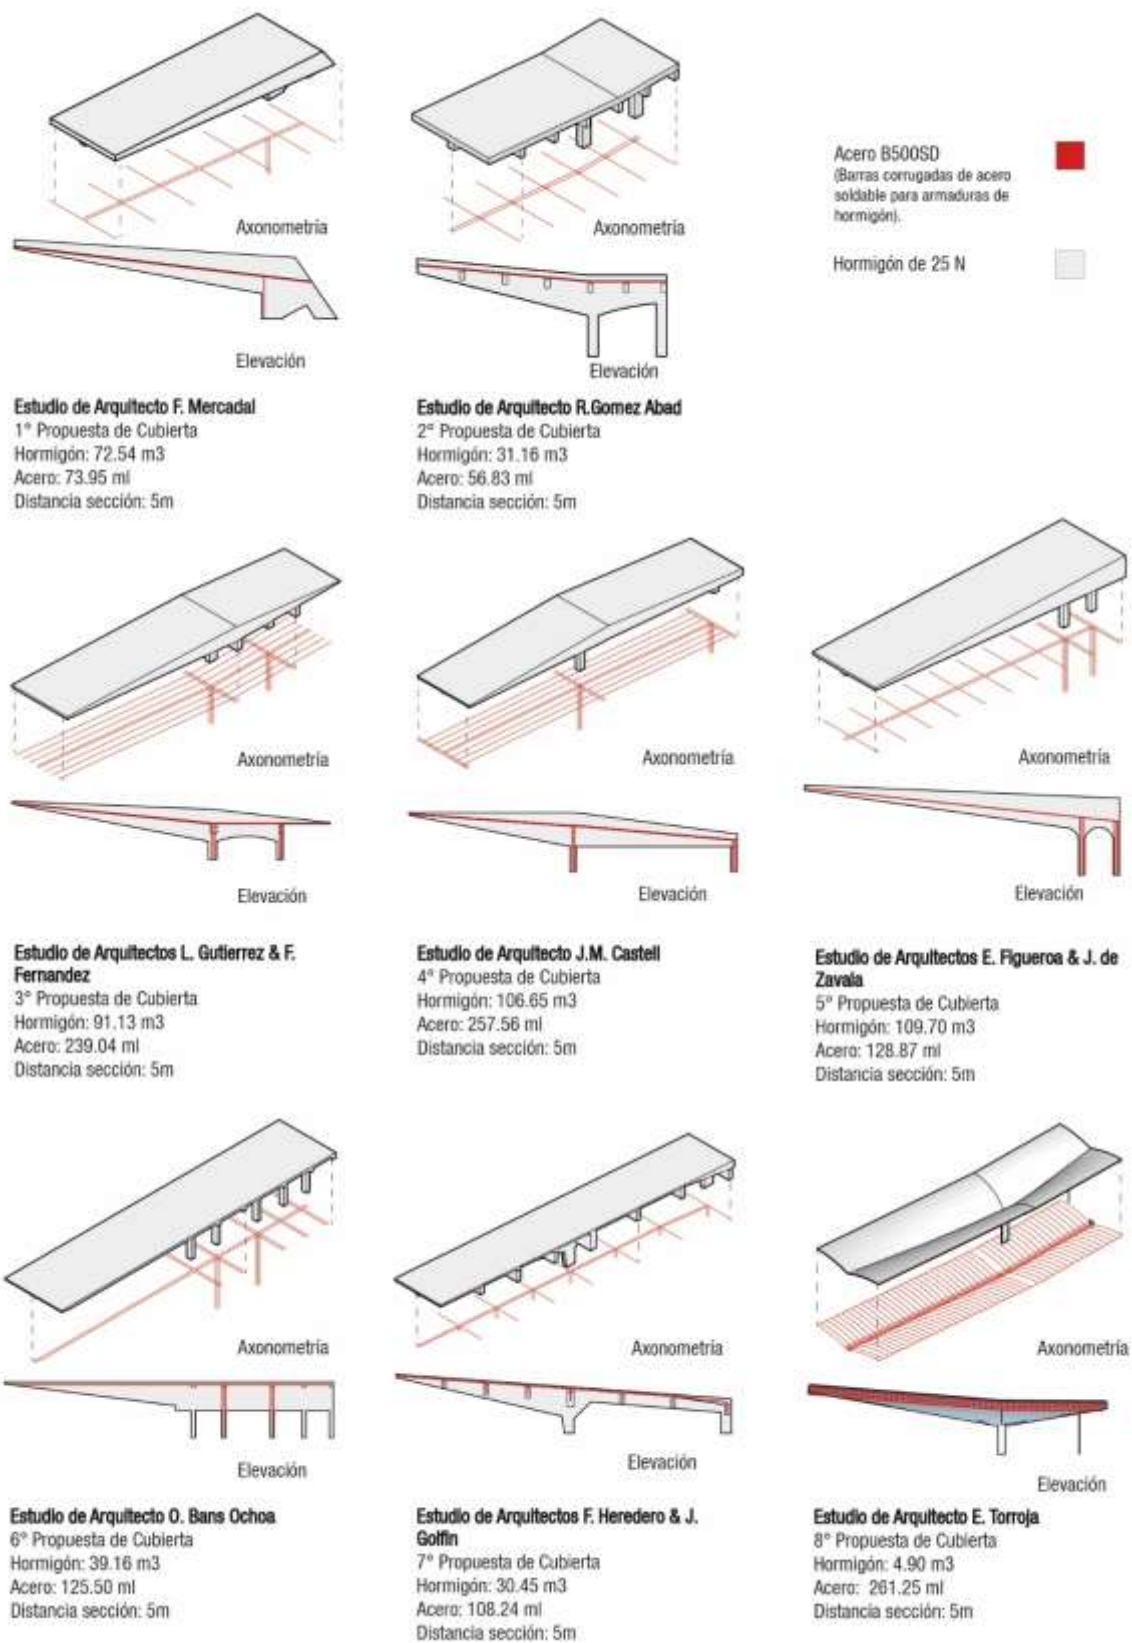 Axonometría
Elevación
Estudio de Arquitecto F. Mercadal
1° Propuesta de Cubierta
Hormigón: 72.54 m3
Acero: 73.95 ml
Distancia sección: 5m
Axonometría
Elevación
Estudio de Arquitecto R.Gomez Abad
2° Propuesta de Cubierta
Hormigón: 31.16 m3
Acero: 56.83 ml
Distancia sección: 5m
Acero B500SD
(Barras corrugadas de acero
soldable para armaduras de
hormigón).
Hormigón de 25 N
Axonometría
Elevación
Estudio de Arquitectos L. Gutierrez & F.
Fernandez
3° Propuesta de Cubierta
Hormigón: 91.13 m3
Acero: 239.04 ml
Distancia sección: 5m
Axonometría
Elevación
Estudio de Arquitecto J.M. Castell
4° Propuesta de Cubierta
Hormigón: 106.65 m3
Acero: 257.56 ml
Distancia sección: 5m
Axonometría
Elevación
Estudio de Arquitectos E. Figueroa & J. de
Zavala
5° Propuesta de Cubierta
Hormigón: 109.70 m3
Acero: 128.87 ml
Distancia sección: 5m
Axonometría
Elevación
Estudio de Arquitecto O. Bans Ochoa
6° Propuesta de Cubierta
Hormigón: 39.16 m3
Acero: 125.50 ml
Distancia sección: 5m
Axonometría
Elevación
Estudio de Arquitectos F. Heredero & J.
Golfin
7° Propuesta de Cubierta
Hormigón: 30.45 m3
Acero: 108.24 ml
Distancia sección: 5m
Axonometría
Elevación
Estudio de Arquitecto E. Torroja
8° Propuesta de Cubierta
Hormigón: 4.90 m3
Acero: 261.25 ml
Distancia sección: 5m